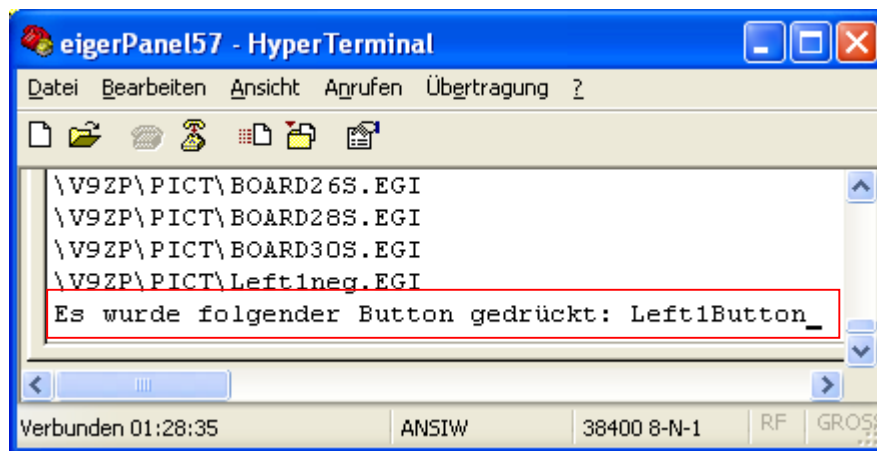 eigerPanel57 - HyperTerminal
Datei Bearbeiten Ansicht Anrufen Übertragung ?
\V9ZP\PICT\BOARD26S.EGI
\V9ZP\PICT\BOARD28S.EGI
\V9ZP\PICT\BOARD30S.EGI
\V9ZP\PICT\Left1neg.EGI
Es wurde folgender Button gedrückt: Left1Button_
Verbunden 01:28:35 ANSIW 38400 8-N-1 RF GROSS